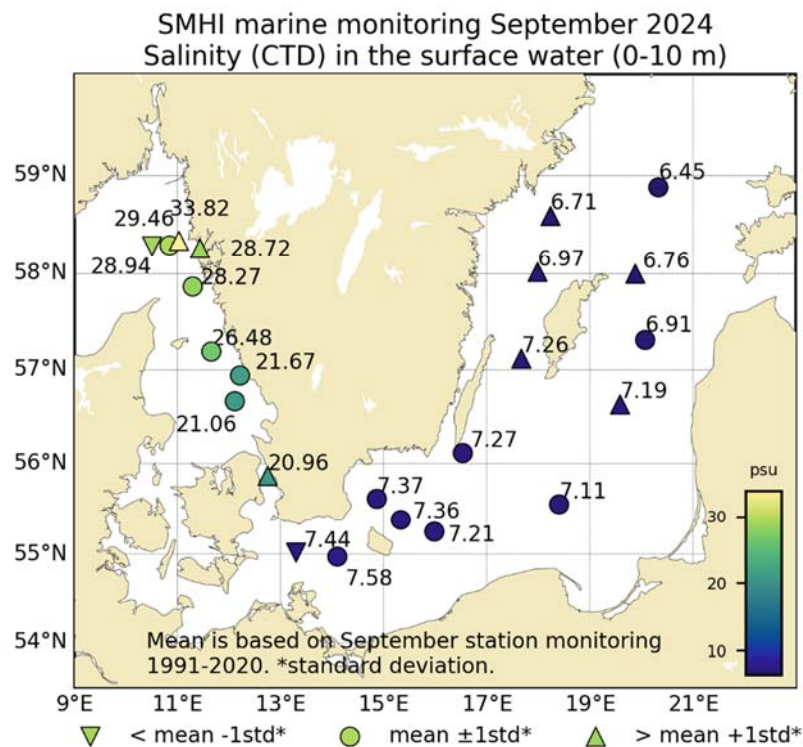 SMHI marine monitoring September 2024
Salinity (CTD) in the surface water (0-10 m)
59°N
58°N
57°N
56°N
55°N
54°N
29.46
33.82
28.94
28.72
28.27
26.48
21.67
21.06
20.96
6.45
6.71
6.97
6.76
6.91
7.26
7.19
7.27
7.37
7.36
7.21
7.11
7.44
7.58
psu
30
20
10
Mean is based on September station monitoring
1991-2020. *standard deviation.
9°E 11°E 13°E 15°E 17°E 19°E 21°E
< mean -1std* mean ±1std* > mean +1std*